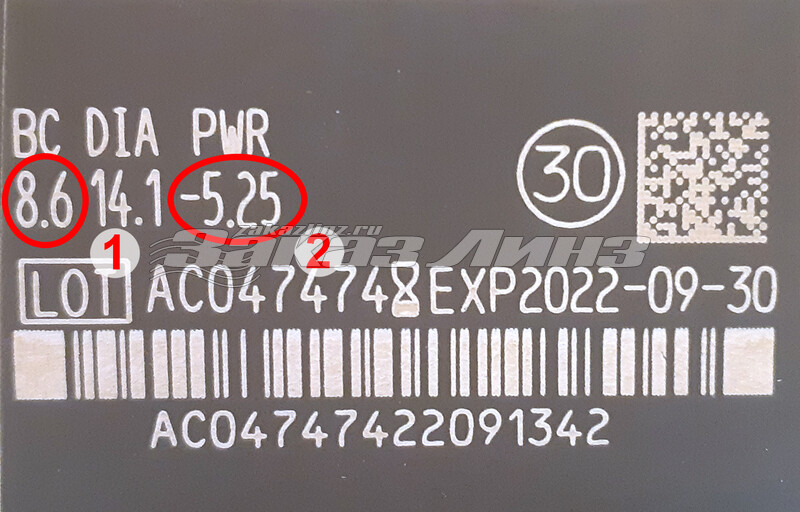 BC DIA PWR
8.6 14.1 -5.25
30
1 2
zakazlinz.ru
Заказ Линз
LOT AC047474 EXP2022-09-30
AC04747422091342